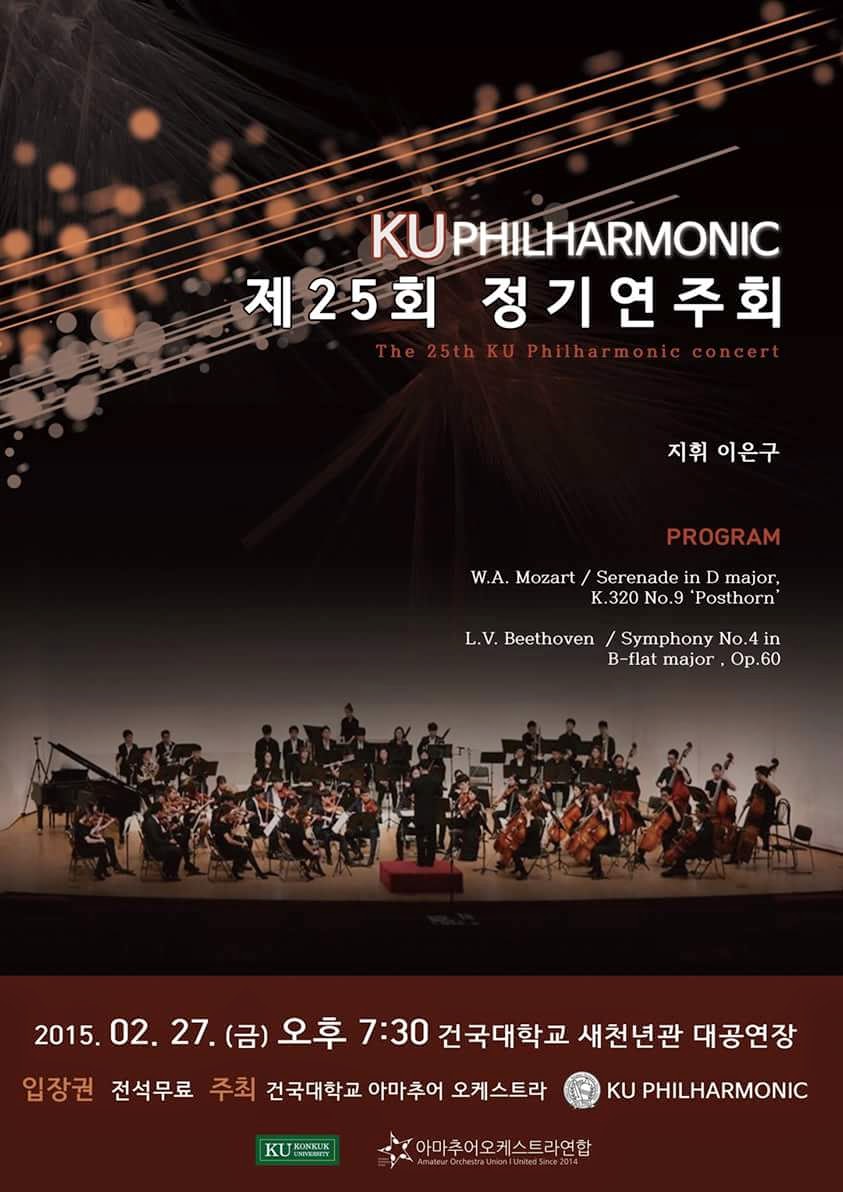 KU PHILHARMONIC
제25회 정기연주회
The 25th KU Philharmonic concert
지휘 이은구
PROGRAM
W.A. Mozart / Serenade in D major,
K.320 No.9 ‘Posthorn’
L.V. Beethoven / Symphony No.4 in
B-flat major , Op.60
2015. 02. 27. (금) 오후 7:30 건국대학교 새천년관 대공연장
입장권 전석무료 주최 건국대학교 아마추어 오케스트라 KU PHILHARMONIC
KU KONKUK UNIVERSITY
아마추어오케스트라연합
Amateur Orchestra Union I United Since 2014